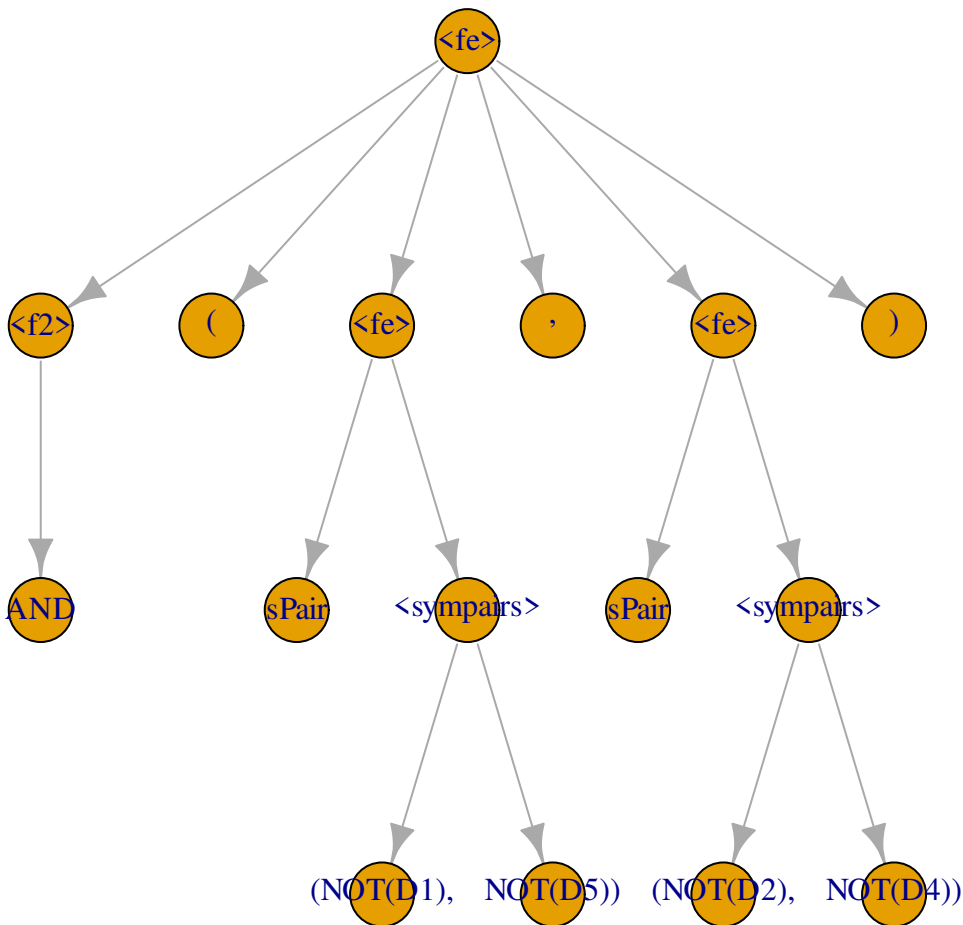 <fe>
<f2> ( <fe> , <fe> )
AND sPair <sympairs> sPair <sympairs>
(NOT(D1), NOT(D5)) (NOT(D2), NOT(D4))